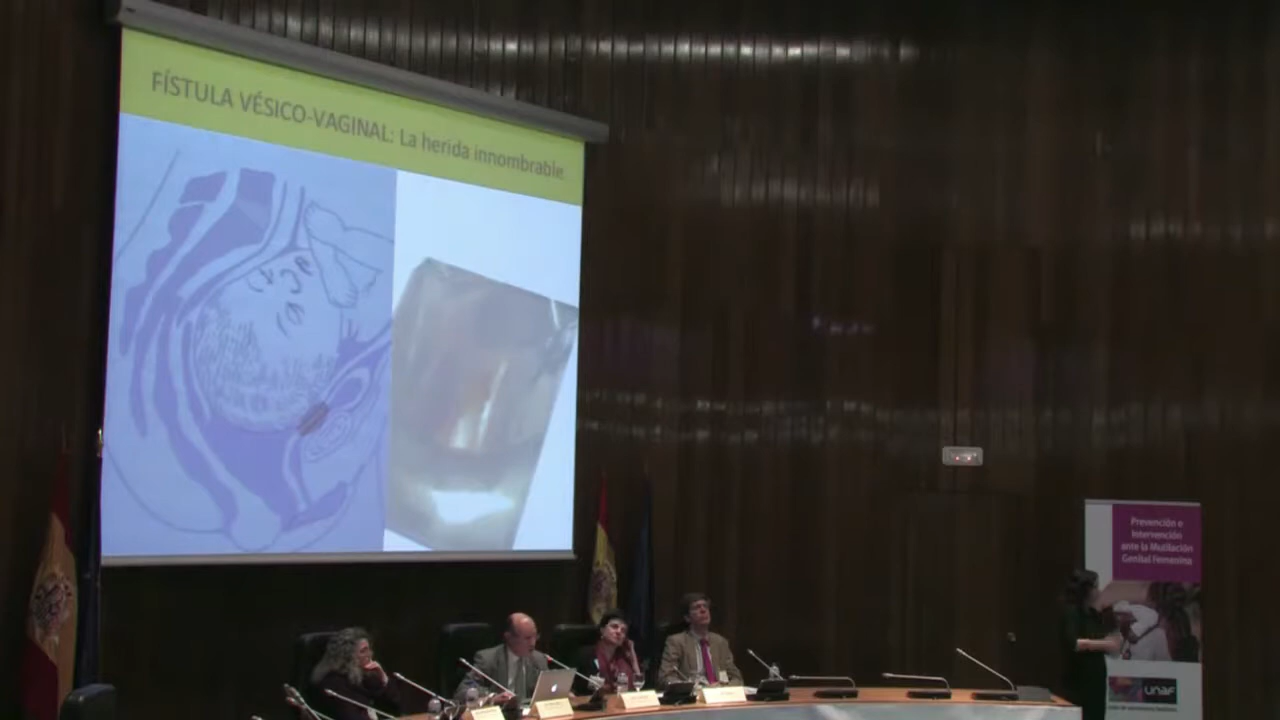 FÍSTULA VÉSICO-VAGINAL: La herida innombrable
Prevención e
Intervención
ante la Mutilación
Genital Femenina
unaf